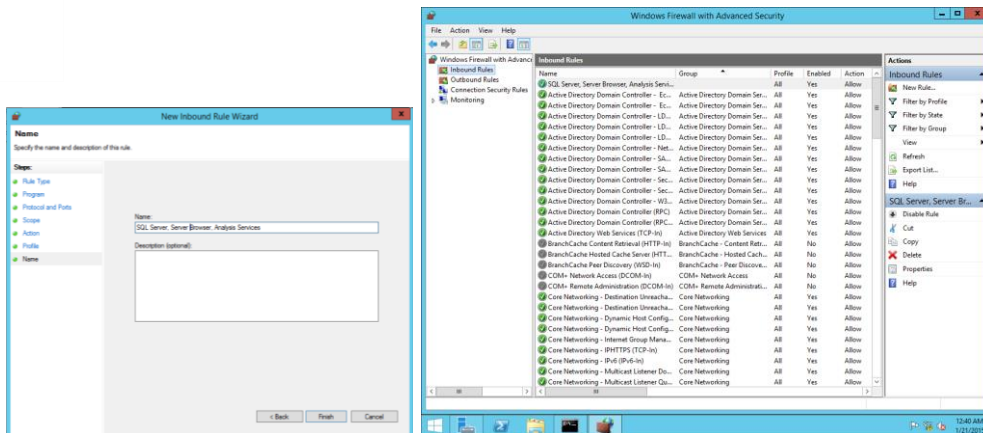 New Inbound Rule Wizard
Name
Specify the name and description of this rule.
Steps:
Rule Type
Program
Protocol and Ports
Scope
Action
Profile
Name
Name:
SQL Server, Server Browser, Analysis Services
Description (optional):
< Back Finish Cancel
Windows Firewall with Advanced Security
File Action View Help
Windows Firewall with Advance
Inbound Rules
Outbound Rules
Connection Security Rules
Monitoring
Inbound Rules
Name Group Profile Enabled Action
SQL Server, Server Browser, Analysis Servi... All Yes Allow
Active Directory Domain Controller - Ec... Active Directory Domain Ser... All Yes Allow
Active Directory Domain Controller - Ec... Active Directory Domain Ser... All Yes Allow
Active Directory Domain Controller - LD... Active Directory Domain Ser... All Yes Allow
Active Directory Domain Controller - LD... Active Directory Domain Ser... All Yes Allow
Active Directory Domain Controller - LD... Active Directory Domain Ser... All Yes Allow
Active Directory Domain Controller - Net... Active Directory Domain Ser... All Yes Allow
Active Directory Domain Controller - SA... Active Directory Domain Ser... All Yes Allow
Active Directory Domain Controller - SA... Active Directory Domain Ser... All Yes Allow
Active Directory Domain Controller - Sec... Active Directory Domain Ser... All Yes Allow
Active Directory Domain Controller - Sec... Active Directory Domain Ser... All Yes Allow
Active Directory Domain Controller - W3... Active Directory Domain Ser... All Yes Allow
Active Directory Domain Controller (RPC) Active Directory Domain Ser... All Yes Allow
Active Directory Domain Controller (RPC... Active Directory Domain Ser... All Yes Allow
Active Directory Web Services (TCP-In) Active Directory Web Services All Yes Allow
BranchCache Content Retrieval (HTTP-In) BranchCache - Content Retr... All No Allow
BranchCache Hosted Cache Server (HTT... BranchCache - Hosted Cach... All No Allow
BranchCache Peer Discovery (WSD-In) BranchCache - Peer Discove... All No Allow
COM+ Network Access (DCOM-In) COM+ Network Access All No Allow
COM+ Remote Administration (DCOM-In) COM+ Remote Administrati... All No Allow
Core Networking - Destination Unreacha... Core Networking All Yes Allow
Core Networking - Destination Unreacha... Core Networking All Yes Allow
Core Networking - Dynamic Host Config... Core Networking All Yes Allow
Core Networking - Dynamic Host Config... Core Networking All Yes Allow
Core Networking - Internet Group Mana... Core Networking All Yes Allow
Core Networking - IPHTTPS (TCP-In) Core Networking All Yes Allow
Core Networking - IPv6 (IPv6-In) Core Networking All Yes Allow
Core Networking - Multicast Listener Do... Core Networking All Yes Allow
Core Networking - Multicast Listener Qu... Core Networking All Yes Allow
Actions
Inbound Rules
New Rule...
Filter by Profile
Filter by State
Filter by Group
View
Refresh
Export List...
Help
SQL Server, Server Br...
Disable Rule
Cut
Copy
Delete
Properties
Help
12:40 AM